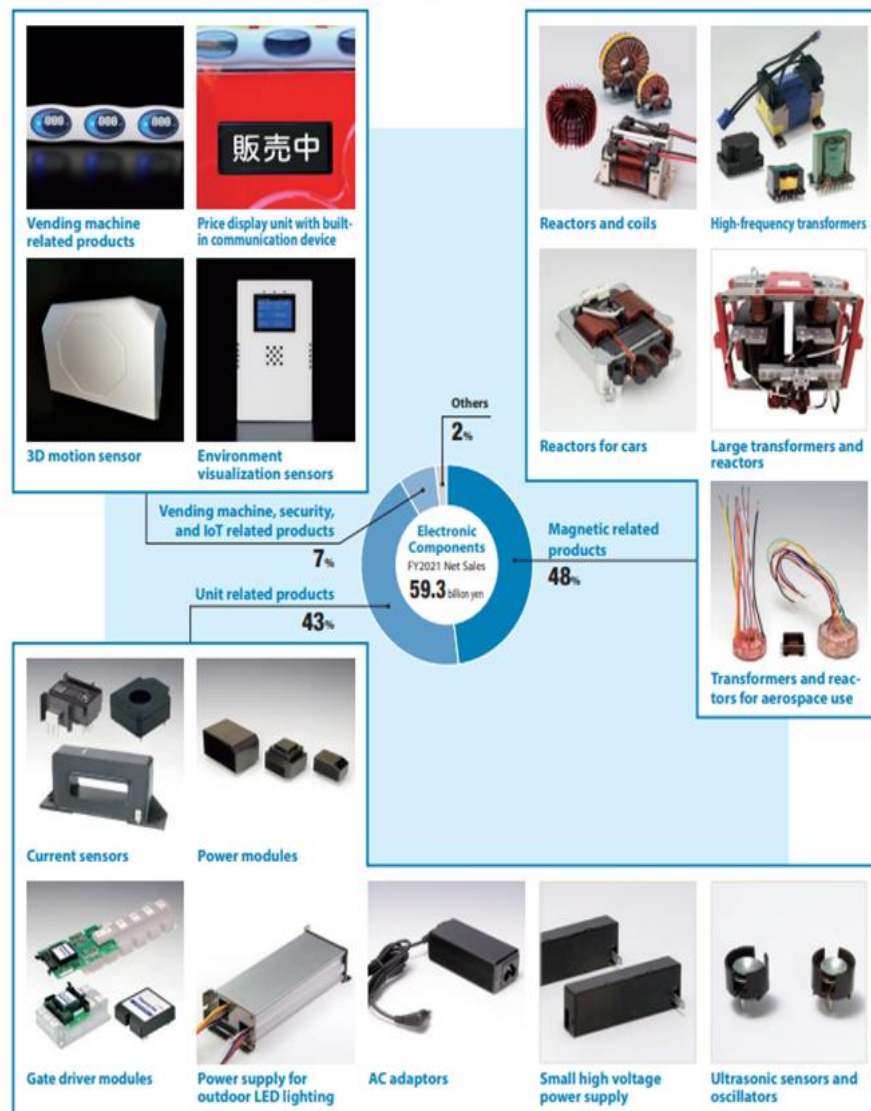 000
000
000
販売中
Vending machine
related products
Price display unit with built-
in communication device
3D motion sensor
Environment
visualization sensors
Reactors and coils
High-frequency transformers
Reactors for cars
Large transformers and
reactors
Transformers and reac-
tors for aerospace use
Others
2%
Vending machine, security,
and IoT related products
7%
Unit related products
43%
Electronic
Components
FY2021 Net Sales
59.3 billion yen
Magnetic related
products
48%
Current sensors
Power modules
Gate driver modules
Power supply for
outdoor LED lighting
AC adaptors
Small high voltage
power supply
Ultrasonic sensors and
oscillators